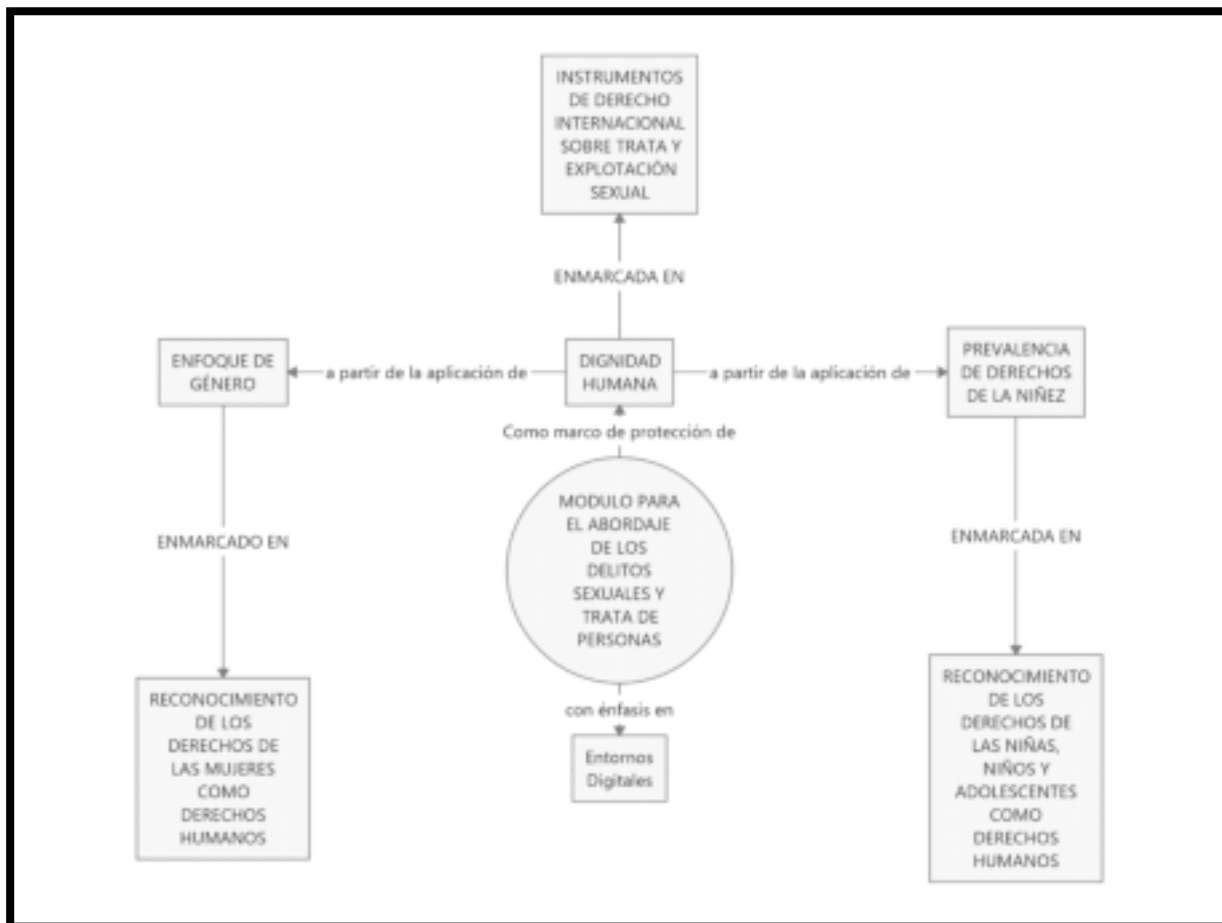 INSTRUMENTOS
DE DERECHO
INTERNACIONAL
SOBRE TRATA Y
EXPLOTACIÓN
SEXUAL
ENMARCADA EN
ENFOQUE DE
GÉNERO
a partir de la aplicación de
DIGNIDAD
HUMANA
a partir de la aplicación de
PREVALENCIA
DE DERECHOS
DE LA NIÑEZ
Como marco de protección de
MODULO PARA
EL ABORDAJE
DE LOS
DELITOS
SEXUALES Y
TRATA DE
PERSONAS
ENMARCADO EN
ENMARCADA EN
con énfasis en
Entornos
Digitales
RECONOCIMIENTO
DE LOS
DERECHOS DE
LAS MUJERES
COMO
DERECHOS
HUMANOS
RECONOCIMIENTO
DE LOS
DERECHOS DE
LAS NIÑAS,
NIÑOS Y
ADOLESCENTES
COMO
DERECHOS
HUMANOS